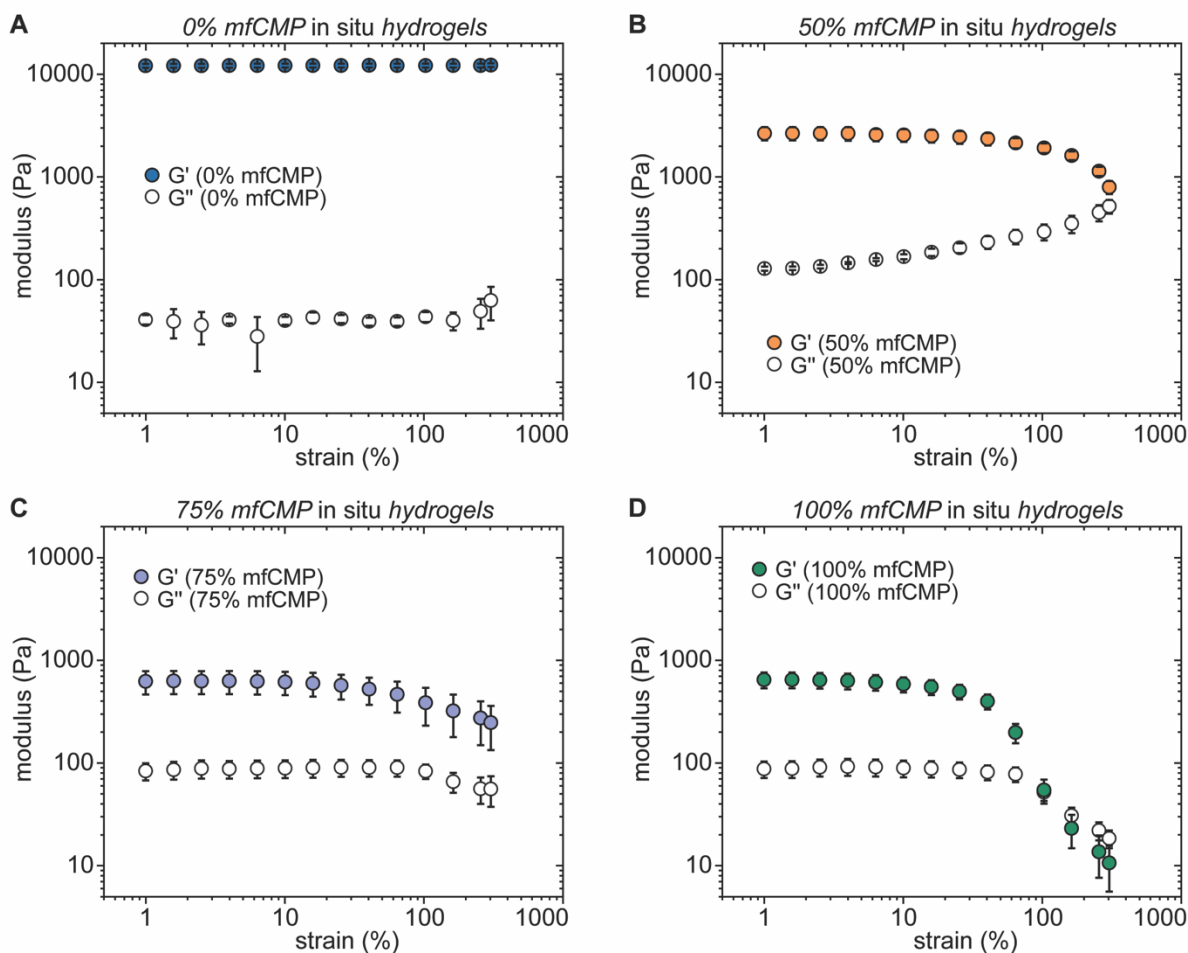 A
0% mfCMP in situ hydrogels
10000
1000
100
10
modulus (Pa)
G' (0% mfCMP)
G" (0% mfCMP)
1 10 100 1000
strain (%)
B
50% mfCMP in situ hydrogels
10000
1000
100
10
modulus (Pa)
G' (50% mfCMP)
G" (50% mfCMP)
1 10 100 1000
strain (%)
C
75% mfCMP in situ hydrogels
10000
1000
100
10
modulus (Pa)
G' (75% mfCMP)
G" (75% mfCMP)
1 10 100 1000
strain (%)
D
100% mfCMP in situ hydrogels
10000
1000
100
10
modulus (Pa)
G' (100% mfCMP)
G" (100% mfCMP)
1 10 100 1000
strain (%)